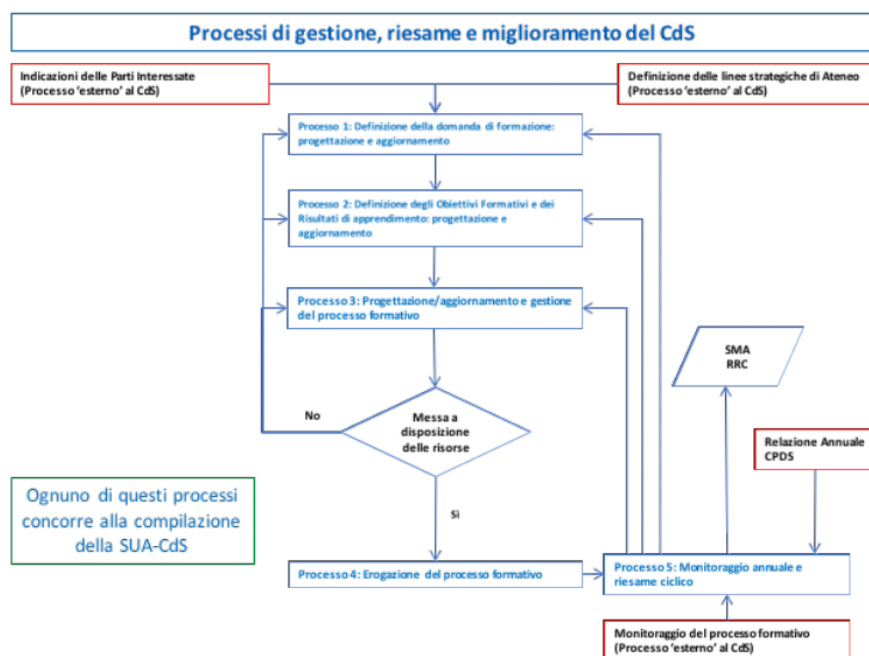 Processi di gestione, riesame e miglioramento del CdS
Indicazioni delle Parti Interessate
(Processo 'esterno' al CdS)
Definizione delle linee strategiche di Ateneo
(Processo 'esterno' al CdS)
Processo 1: Definizione della domanda di formazione:
progettazione e aggiornamento
Processo 2: Definizione degli Obiettivi Formativi e dei
Risultati di apprendimento: progettazione e
aggiornamento
Processo 3: Progettazione/aggiornamento e gestione
del processo formativo
SMA
RRC
No
Messa a
disposizione
delle risorse
Relazione Annuale
CPDS
Ognuno di questi processi
concorre alla compilazione
della SUA-CdS
Sì
Processo 4: Erogazione del processo formativo
Processo 5: Monitoraggio annuale e
riesame ciclico
Monitoraggio del processo formativo
(Processo 'esterno' al CdS)